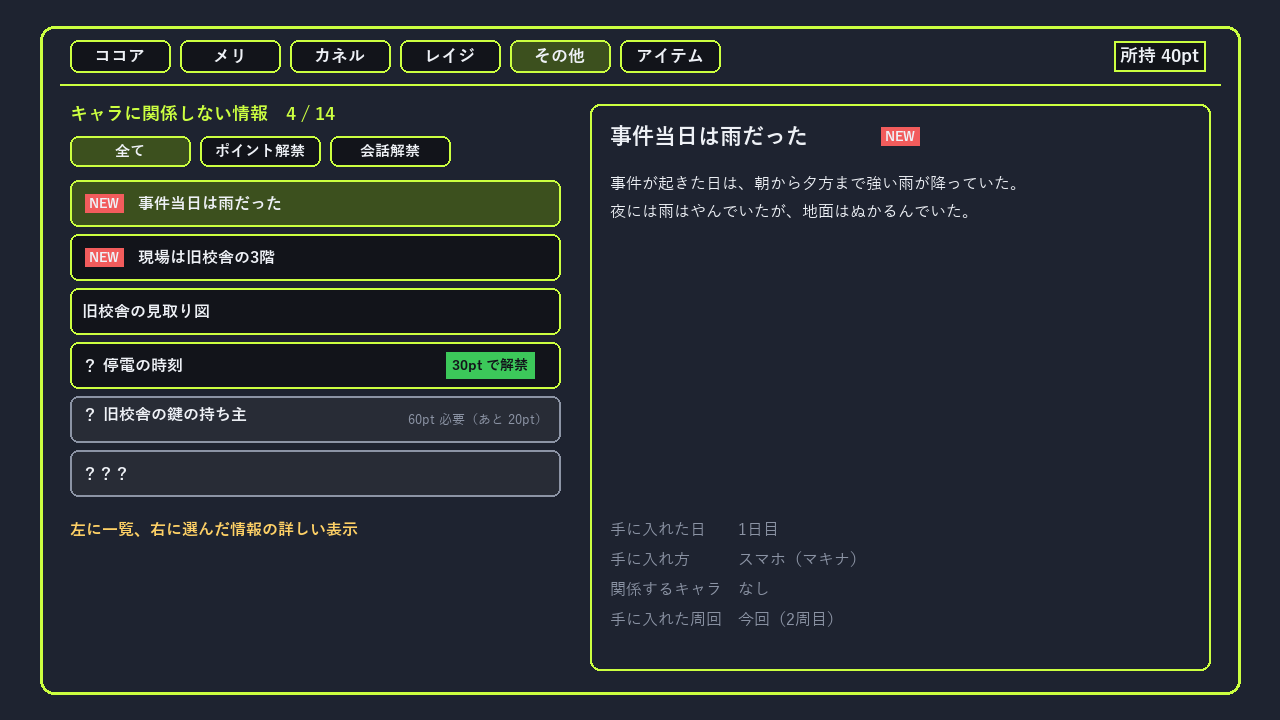 ココア
メリ
カネル
レイジ
その他
アイテム
所持 40pt
キャラに関係しない情報　4 / 14
全て
ポイント解禁
会話解禁
NEW 事件当日は雨だった
NEW 現場は旧校舎の3階
旧校舎の見取り図
？ 停電の時刻 30pt で解禁
？ 旧校舎の鍵の持ち主 60pt 必要（あと 20pt）
？？？
左に一覧、右に選んだ情報の詳しい表示
事件当日は雨だった NEW
事件が起きた日は、朝から夕方まで強い雨が降っていた。
夜には雨はやんでいたが、地面はぬかるんでいた。
手に入れた日 1日目
手に入れ方 スマホ（マキナ）
関係するキャラ なし
手に入れた周回 今回（2周目）